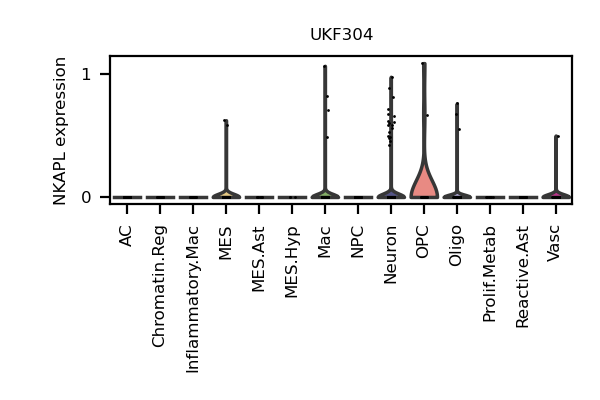 UKF304
NKAPL expression
1
0
AC
Chromatin.Reg
Inflammatory.Mac
MES
MES.Ast
MES.Hyp
Mac
NPC
Neuron
OPC
Oligo
Prolif.Metab
Reactive.Ast
Vasc